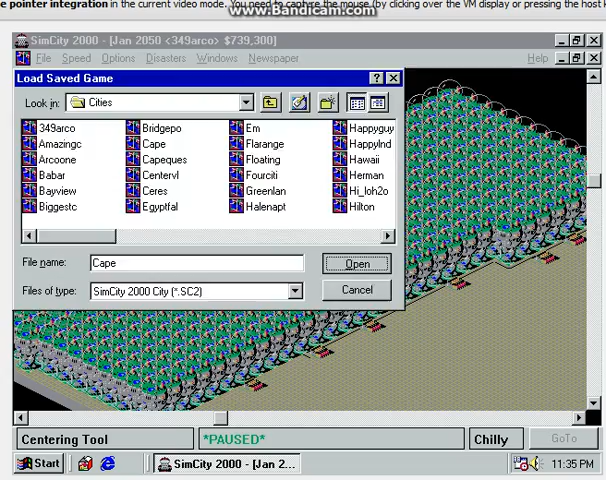 e pointer integration in the current video mode. You need to capture the mouse (by clicking over the VM display or pressing the host k
www.Bandicam.com
SimCity 2000 - [Jan 2050 <349arco> $739,300]
File Speed Options Disasters Windows Newspaper Help
Load Saved Game
Look in: Cities
349arco Bridgepo Em Happyguy
Amazingc Cape Flarange Happylnd
Arcoone Capeques Floating Hawaii
Babar Centervl Fourciti Herman
Bayview Ceres Greenlan Hi_loh2o
Biggestc Egyptfal Halenapt Hilton
File name: Cape Open
Files of type: SimCity 2000 City (*.SC2) Cancel
Centering Tool *PAUSED* Chilly GoTo
Start SimCity 2000 - [Jan 2... 11:35 PM